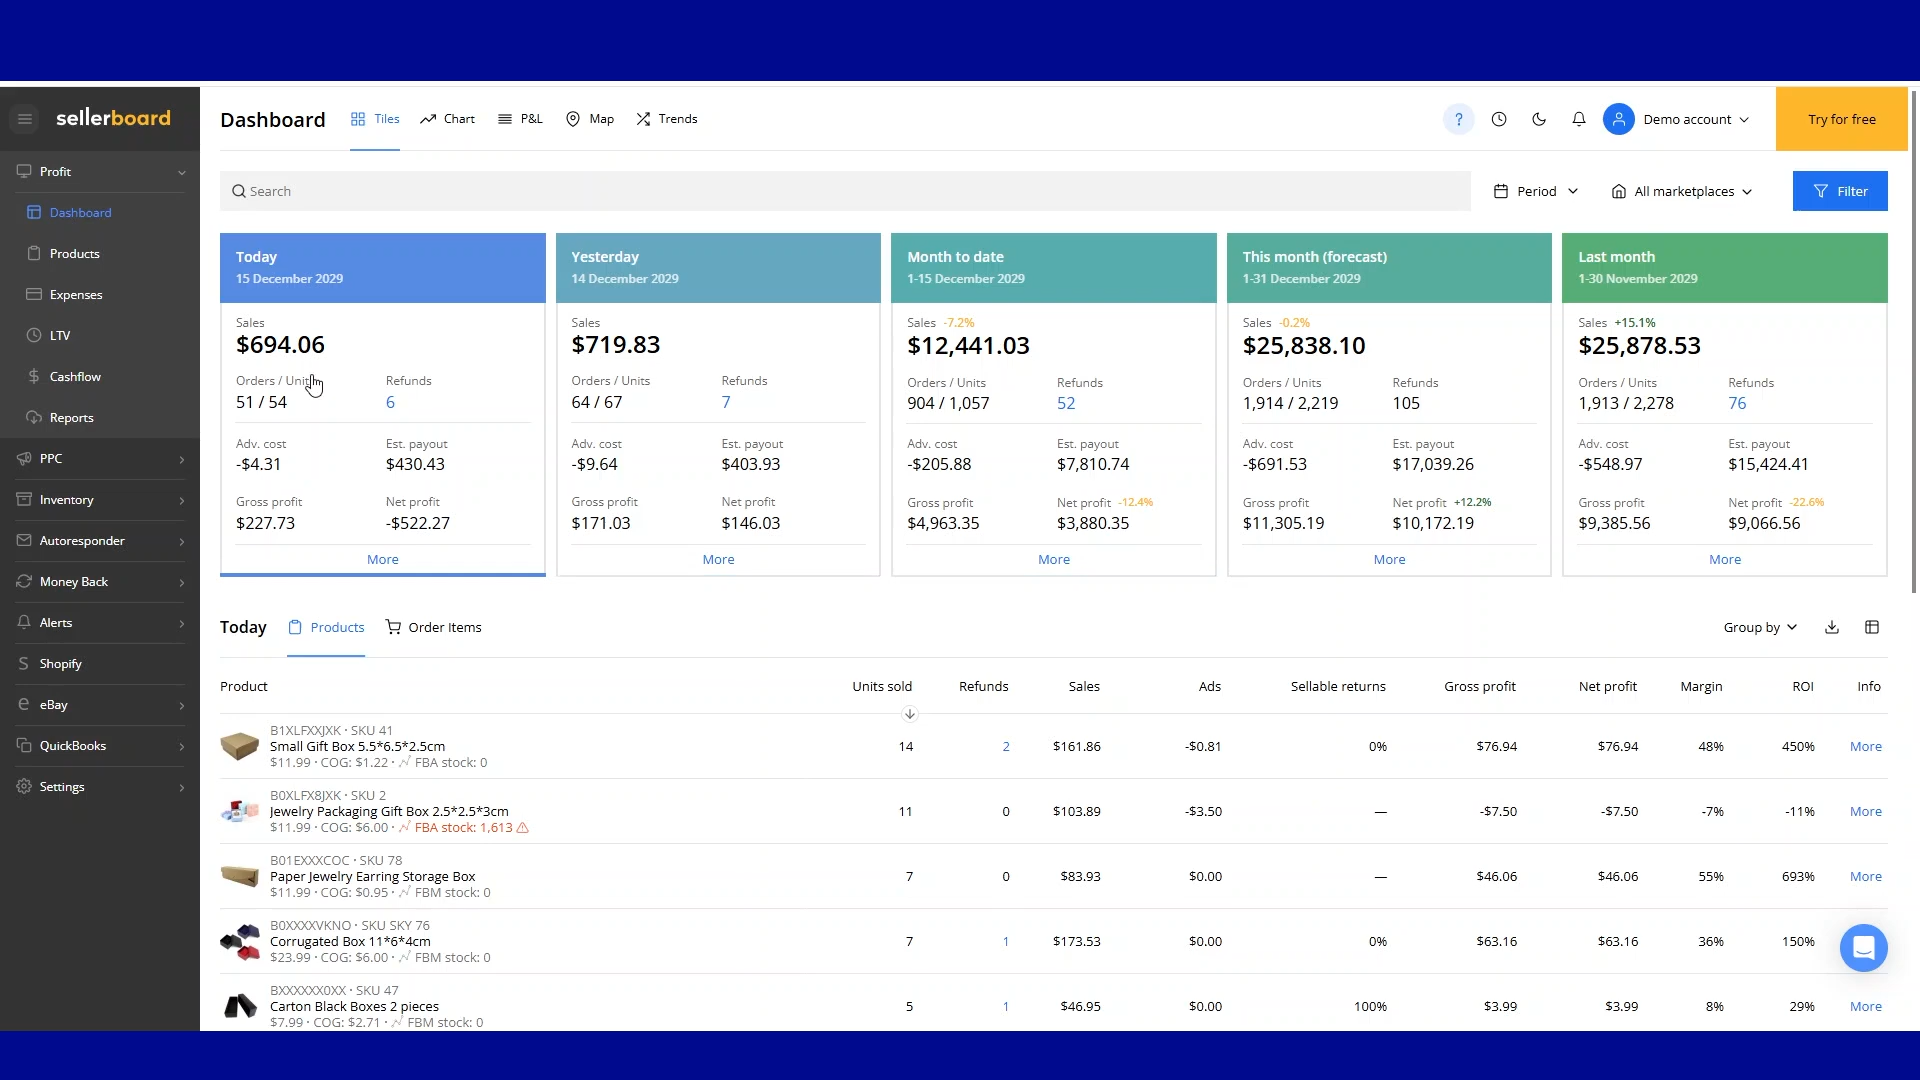 sellerboard
Dashboard
Tiles
Chart
P&L
Map
Trends
?
Demo account
Try for free
Profit
Dashboard
Products
Expenses
LTV
Cashflow
Reports
PPC
Inventory
Autoresponder
Money Back
Alerts
Shopify
eBay
QuickBooks
Settings
Search
Period
All marketplaces
Filter
Today
15 December 2029
Sales
$694.06
Orders / Units Refunds
51 / 54 6
Adv. cost Est. payout
-$4.31 $430.43
Gross profit Net profit
$227.73 -$522.27
More
Yesterday
14 December 2029
Sales
$719.83
Orders / Units Refunds
64 / 67 7
Adv. cost Est. payout
-$9.64 $403.93
Gross profit Net profit
$171.03 $146.03
More
Month to date
1-15 December 2029
Sales -7.2%
$12,441.03
Orders / Units Refunds
904 / 1,057 52
Adv. cost Est. payout
-$205.88 $7,810.74
Gross profit Net profit -12.4%
$4,963.35 $3,880.35
More
This month (forecast)
1-31 December 2029
Sales -0.2%
$25,838.10
Orders / Units Refunds
1,914 / 2,219 105
Adv. cost Est. payout
-$691.53 $17,039.26
Gross profit Net profit +12.2%
$11,305.19 $10,172.19
More
Last month
1-30 November 2029
Sales +15.1%
$25,878.53
Orders / Units Refunds
1,913 / 2,278 76
Adv. cost Est. payout
-$548.97 $15,424.41
Gross profit Net profit -22.6%
$9,385.56 $9,066.56
More
Today Products Order Items Group by
Product Units sold Refunds Sales Ads Sellable returns Gross profit Net profit Margin ROI Info
B1XLFXXJXK · SKU 41
Small Gift Box 5.5*6.5*2.5cm 14 2 $161.86 -$0.81 0% $76.94 $76.94 48% 450% More
$11.99 · COG: $1.22 · FBA stock: 0
B0XLFX8JXK · SKU 2
Jewelry Packaging Gift Box 2.5*2.5*3cm 11 0 $103.89 -$3.50 — -$7.50 -$7.50 -7% -11% More
$11.99 · COG: $6.00 · FBA stock: 1,613
B01EXXXCOC · SKU 78
Paper Jewelry Earring Storage Box 7 0 $83.93 $0.00 — $46.06 $46.06 55% 693% More
$11.99 · COG: $0.95 · FBM stock: 0
B0XXXXVKNO · SKU SKY 76
Corrugated Box 11*6*4cm 7 1 $173.53 $0.00 0% $63.16 $63.16 36% 150% More
$23.99 · COG: $6.00 · FBM stock: 0
BXXXXXX0XX · SKU 47
Carton Black Boxes 2 pieces 5 1 $46.95 $0.00 100% $3.99 $3.99 8% 29% More
$7.99 · COG: $2.71 · FBM stock: 0